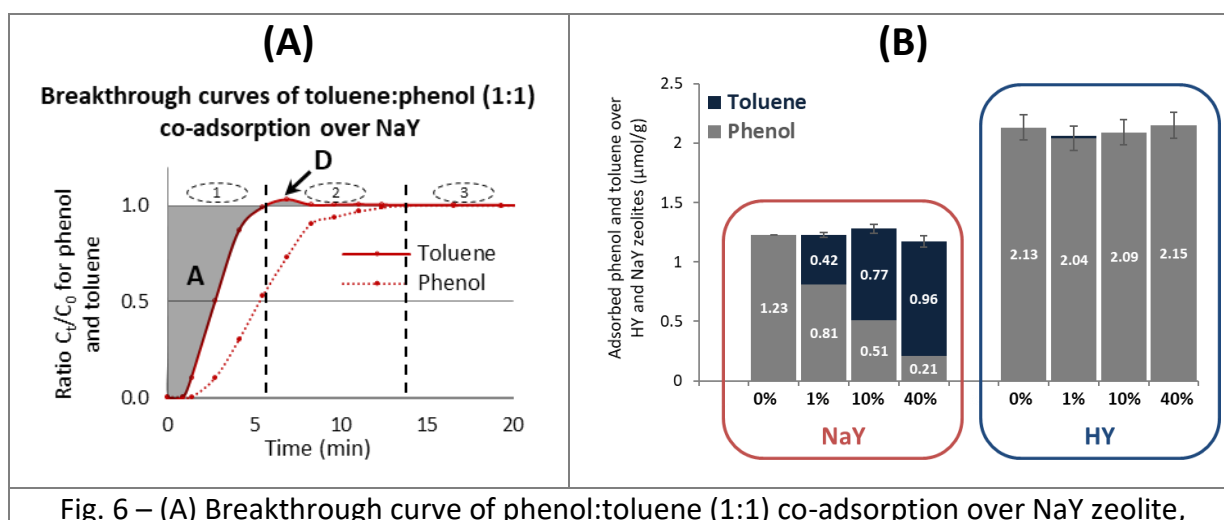 (A)
Breakthrough curves of toluene:phenol (1:1)
co-adsorption over NaY
D
1
2
3
1.0
0.5
0.0
A
Toluene
Phenol
0
5
10
15
20
Time (min)
Ratio Ct/C0 for phenol
and toluene
(B)
Adsorbed phenol and toluene over
HY and NaY zeolites (μmol/g)
2.5
2
1.5
1
0.5
0
Toluene
Phenol
1.23
0.42
0.81
0.77
0.51
0.96
0.21
2.13
2.04
2.09
2.15
0% 1% 10% 40%
0% 1% 10% 40%
NaY
HY
Fig. 6 – (A) Breakthrough curve of phenol:toluene (1:1) co-adsorption over NaY zeolite,